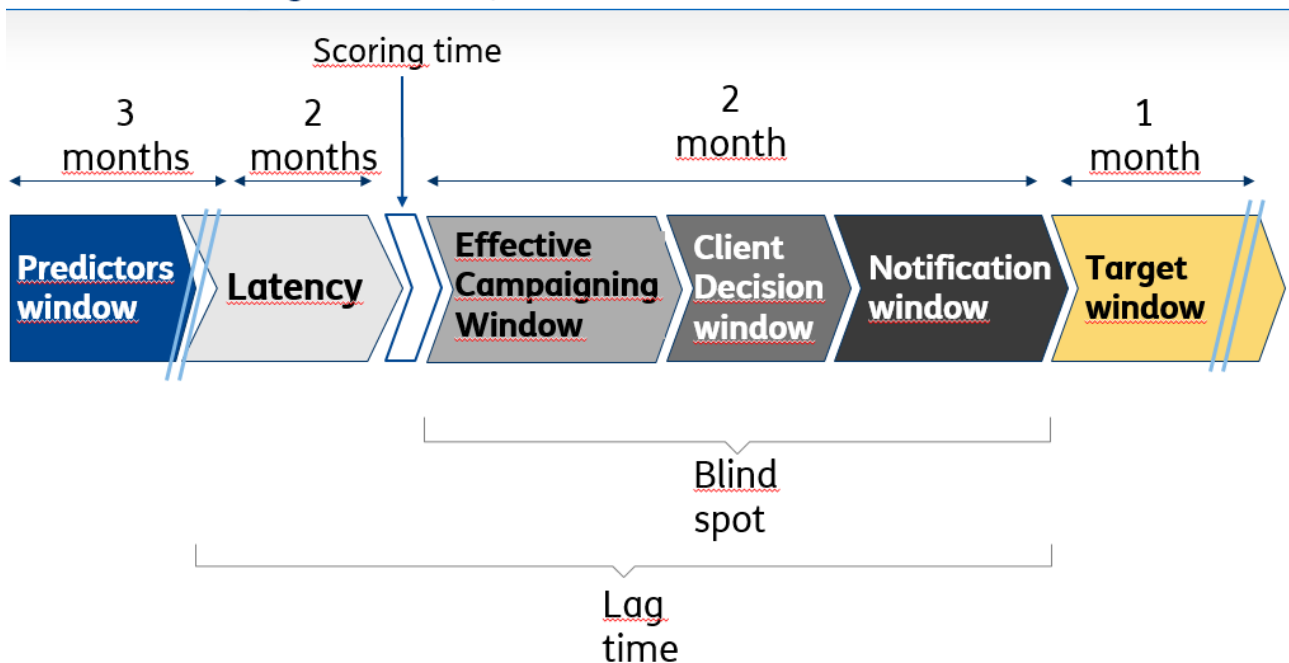 Scoring time
3
months
2
months
2
month
1
month
Predictors
window
Latency
Effective
Campaigning
Window
Client
Decision
window
Notification
window
Target
window
Blind
spot
Lag
time